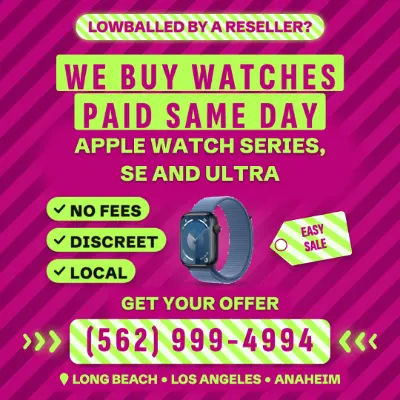 LOWBALLED BY A RESELLER?
WE BUY WATCHES
PAID SAME DAY
APPLE WATCH SERIES,
SE AND ULTRA
NO FEES
DISCREET
LOCAL
EASY
SALE
GET YOUR OFFER
(562) 999-4994
LONG BEACH • LOS ANGELES • ANAHEIM